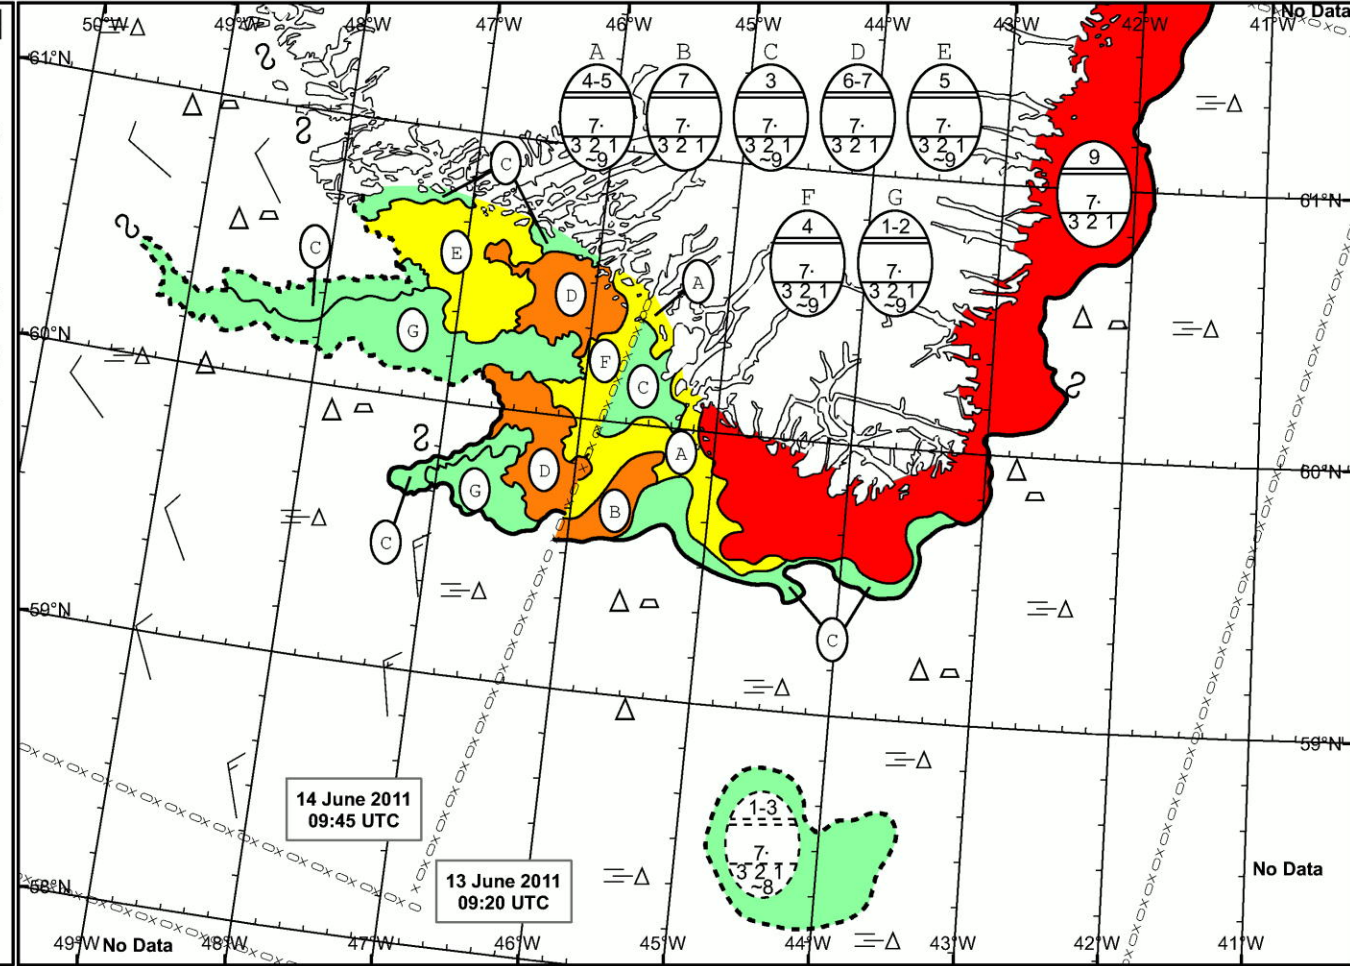 No Data
50°W 49°W 48°W 47°W 46°W 45°W 44°W 43°W 42°W 41°W
61°N
A B C D E
4-5 7 3 6-7 5
7· 7· 7· 7· 7·
3 2 1 3 2 1 3 2 1 3 2 1 3 2 1
~9 ~9 ~9
9
7·
3 2 1
C
61°N
F G
4 1-2
7· 7·
3 2 1 3 2 1
~9 ~9
C
E
D
A
60°N
G
F
C
A
D
60°N
G
B
C
59°N
C
59°N
14 June 2011
09:45 UTC
1-3
7·
3 2 1
~8
13 June 2011
09:20 UTC
No Data
58°N
49°W No Data 48°W 47°W 46°W 45°W 44°W 43°W 42°W 41°W